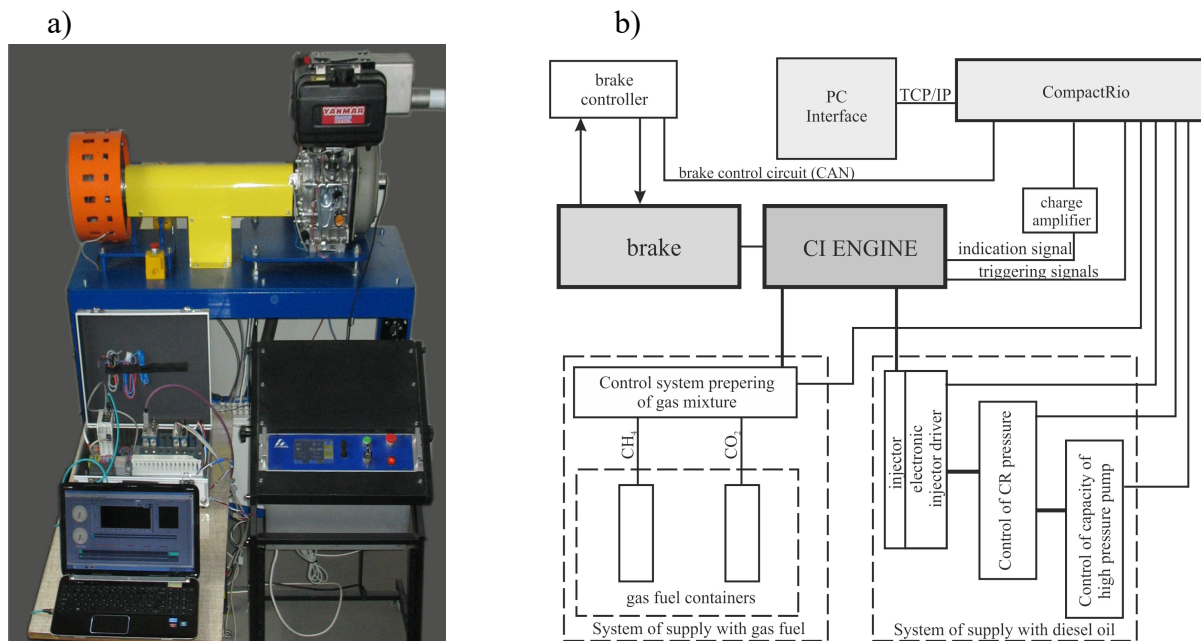 a)
b)
YANMAR
brake
controller
PC
Interface
TCP/IP
CompactRio
brake control circuit (CAN)
charge
amplifier
brake
CI ENGINE
indication signal
triggering signals
Control system prepering
of gas mixture
CH₄
CO₂
gas fuel containers
System of supply with gas fuel
injector
electronic
injector driver
Control of CR pressure
Control of capacity of
high pressure pump
System of supply with diesel oil